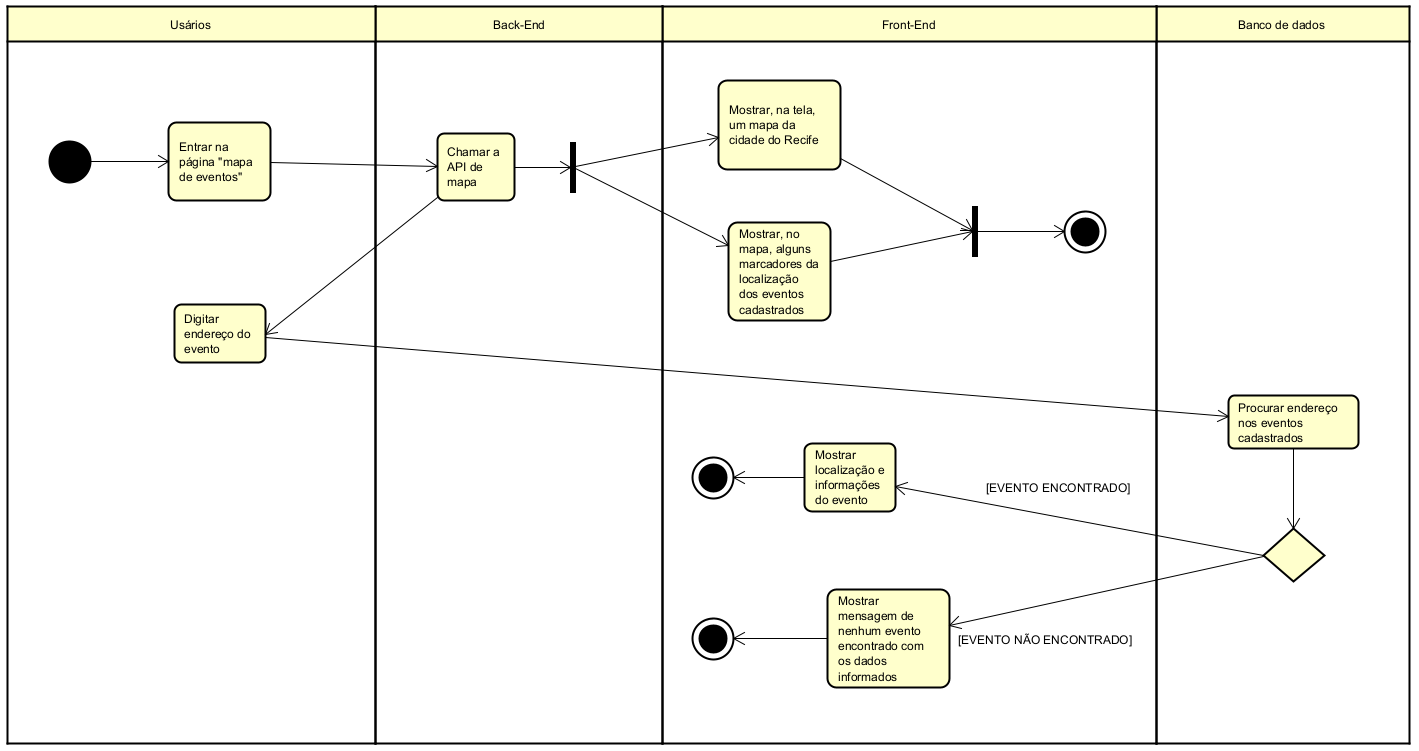 Usários
Back-End
Front-End
Banco de dados
Entrar na
página "mapa
de eventos"
Chamar a
API de
mapa
Mostrar, na tela,
um mapa da
cidade do Recife
Mostrar, no
mapa, alguns
marcadores da
localização
dos eventos
cadastrados
Digitar
endereço do
evento
Procurar endereço
nos eventos
cadastrados
Mostrar
localização e
informações
do evento
[EVENTO ENCONTRADO]
Mostrar
mensagem de
nenhum evento
encontrado com
os dados
informados
[EVENTO NÃO ENCONTRADO]